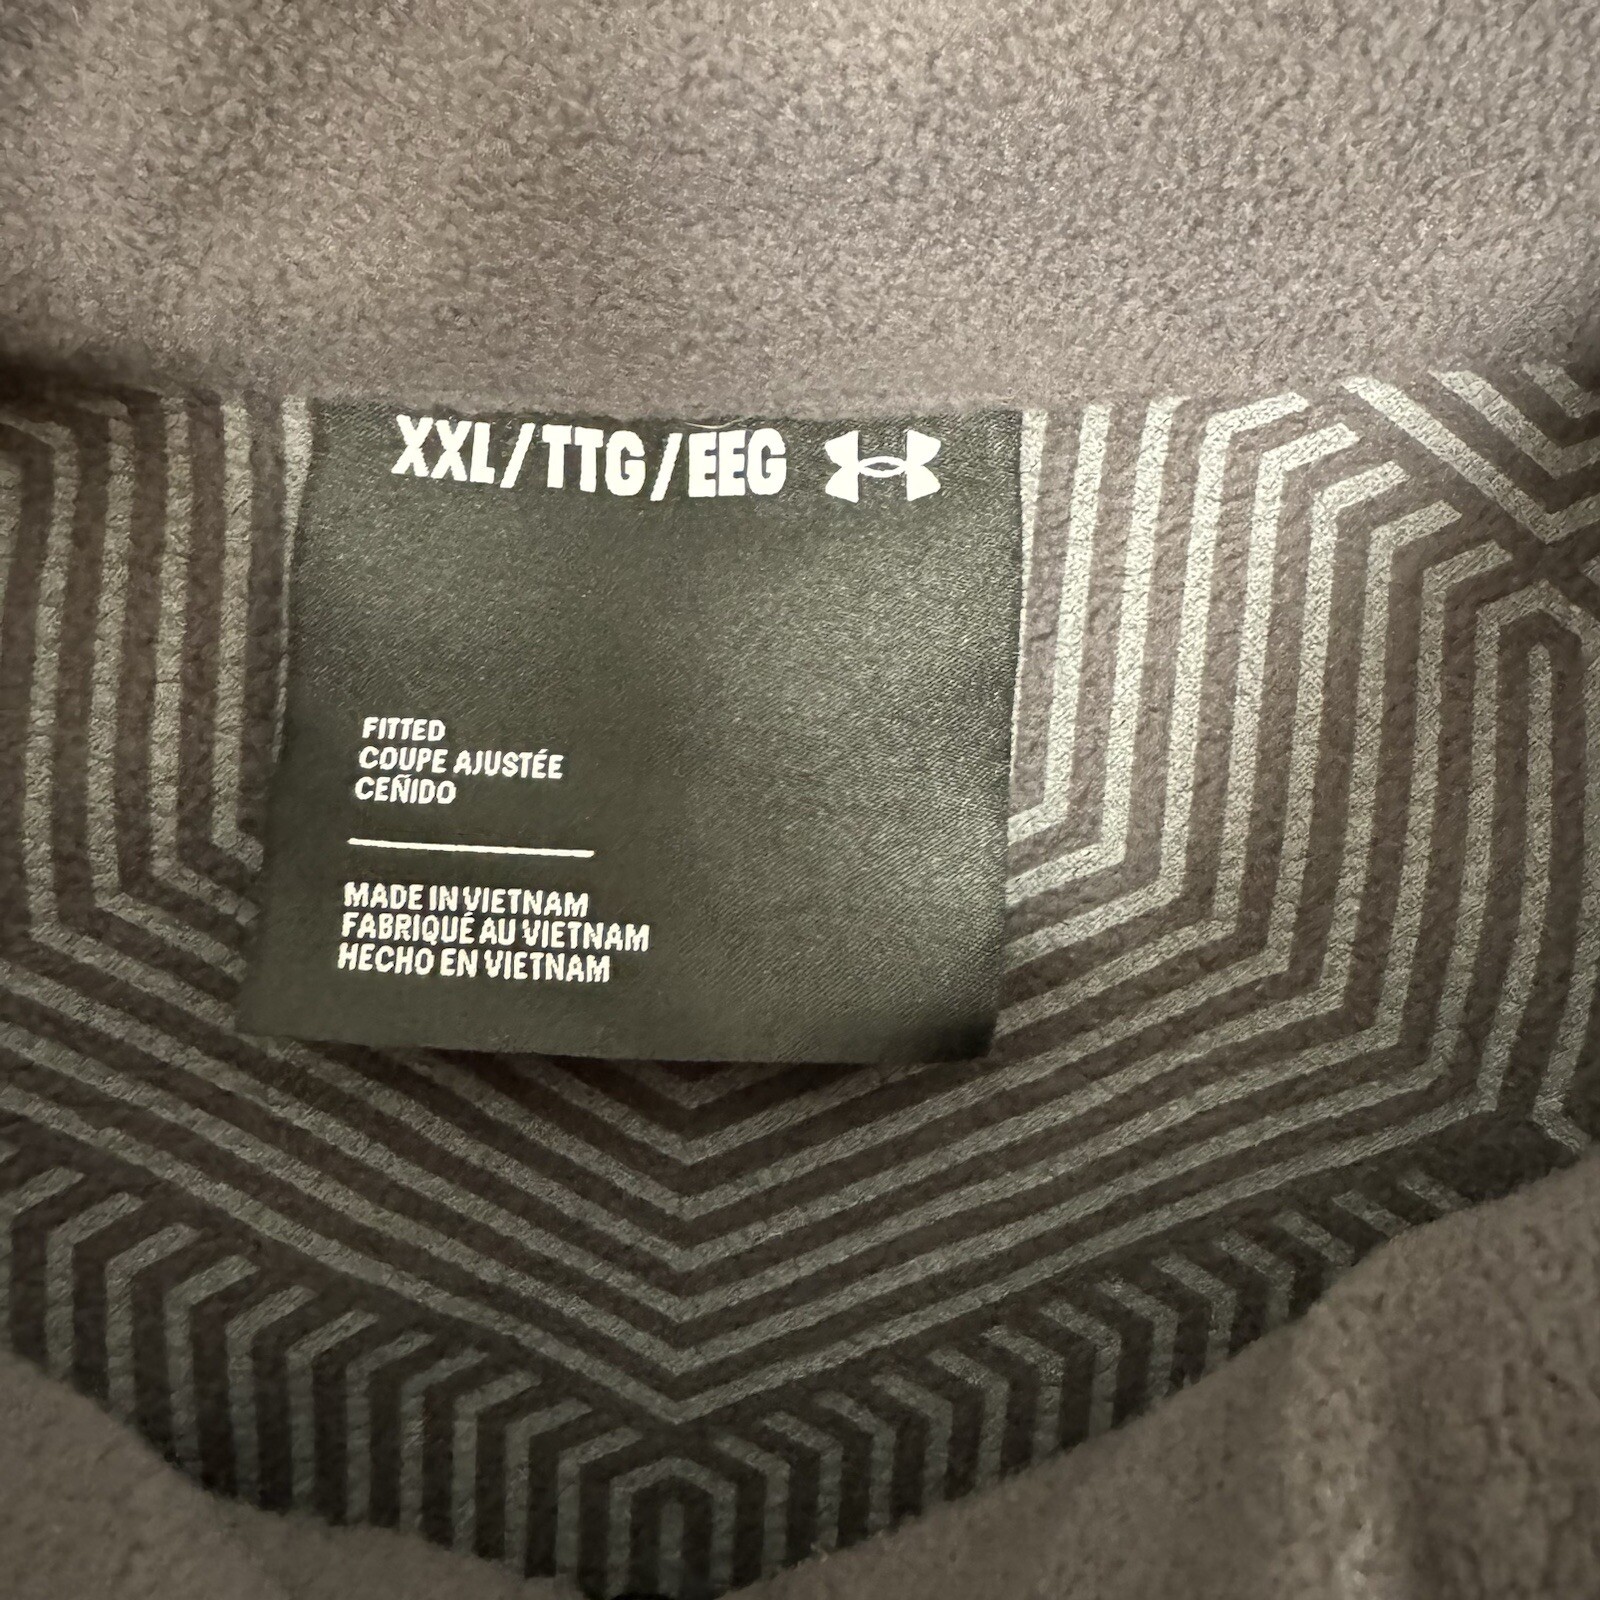 XXL/TTG/EEG
FITTED
COUPE AJUSTÉE
CEÑIDO
MADE IN VIETNAM
FABRIQUÉ AU VIETNAM
HECHO EN VIETNAM